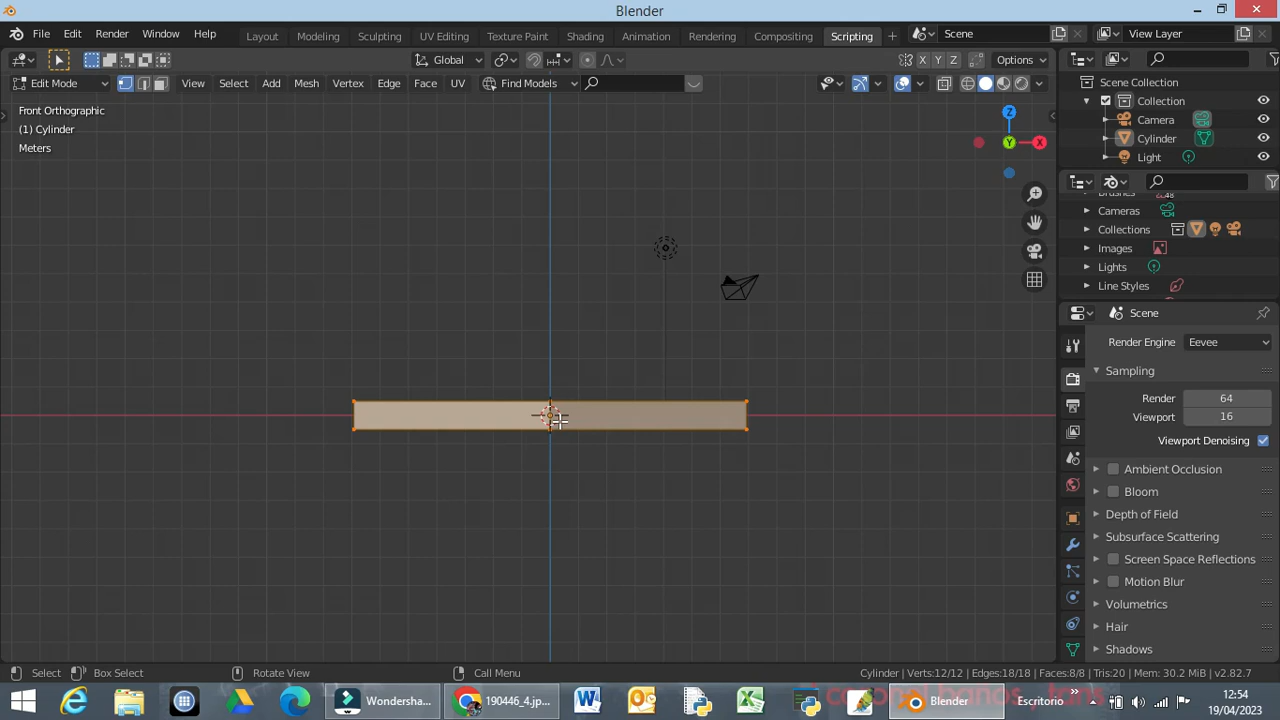 Blender
File Edit Render Window Help Layout Modeling Sculpting UV Editing Texture Paint Shading Animation Rendering Compositing Scripting + Scene View Layer
Global Options
X Y Z
Edit Mode View Select Add Mesh Vertex Edge Face UV Find Models
Front Orthographic
(1) Cylinder
Meters
Z
Y
X
Scene Collection
Collection
Camera
Cylinder
Light
Cameras
Collections
Images
Lights
Line Styles
Scene
Render Engine Eevee
Sampling
Render 64
Viewport 16
Viewport Denoising
Ambient Occlusion
Bloom
Depth of Field
Subsurface Scattering
Screen Space Reflections
Motion Blur
Volumetrics
Hair
Shadows
Select Box Select Rotate View Call Menu Cylinder | Verts:12/12 | Edges:18/18 | Faces:8/8 | Tris:20 | Mem: 30.2 MiB | v2.82.7
Wondersha... 190446_4.jp... Blender Escritorio
12:54
19/04/2023